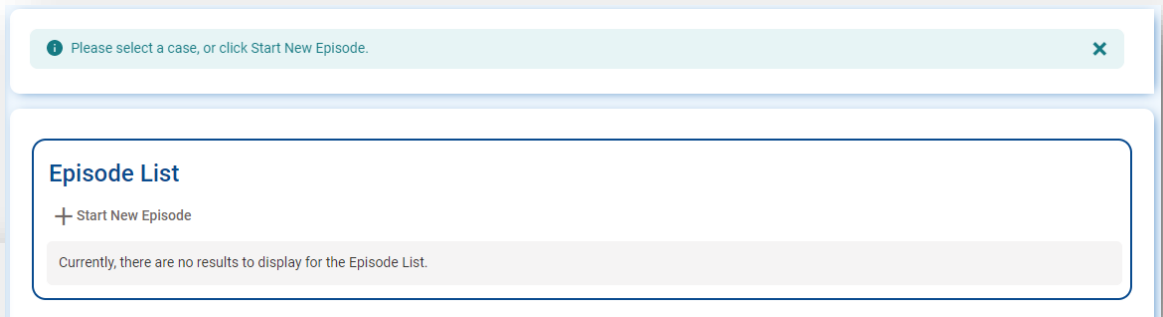 Please select a case, or click Start New Episode.
Episode List
Start New Episode
Currently, there are no results to display for the Episode List.